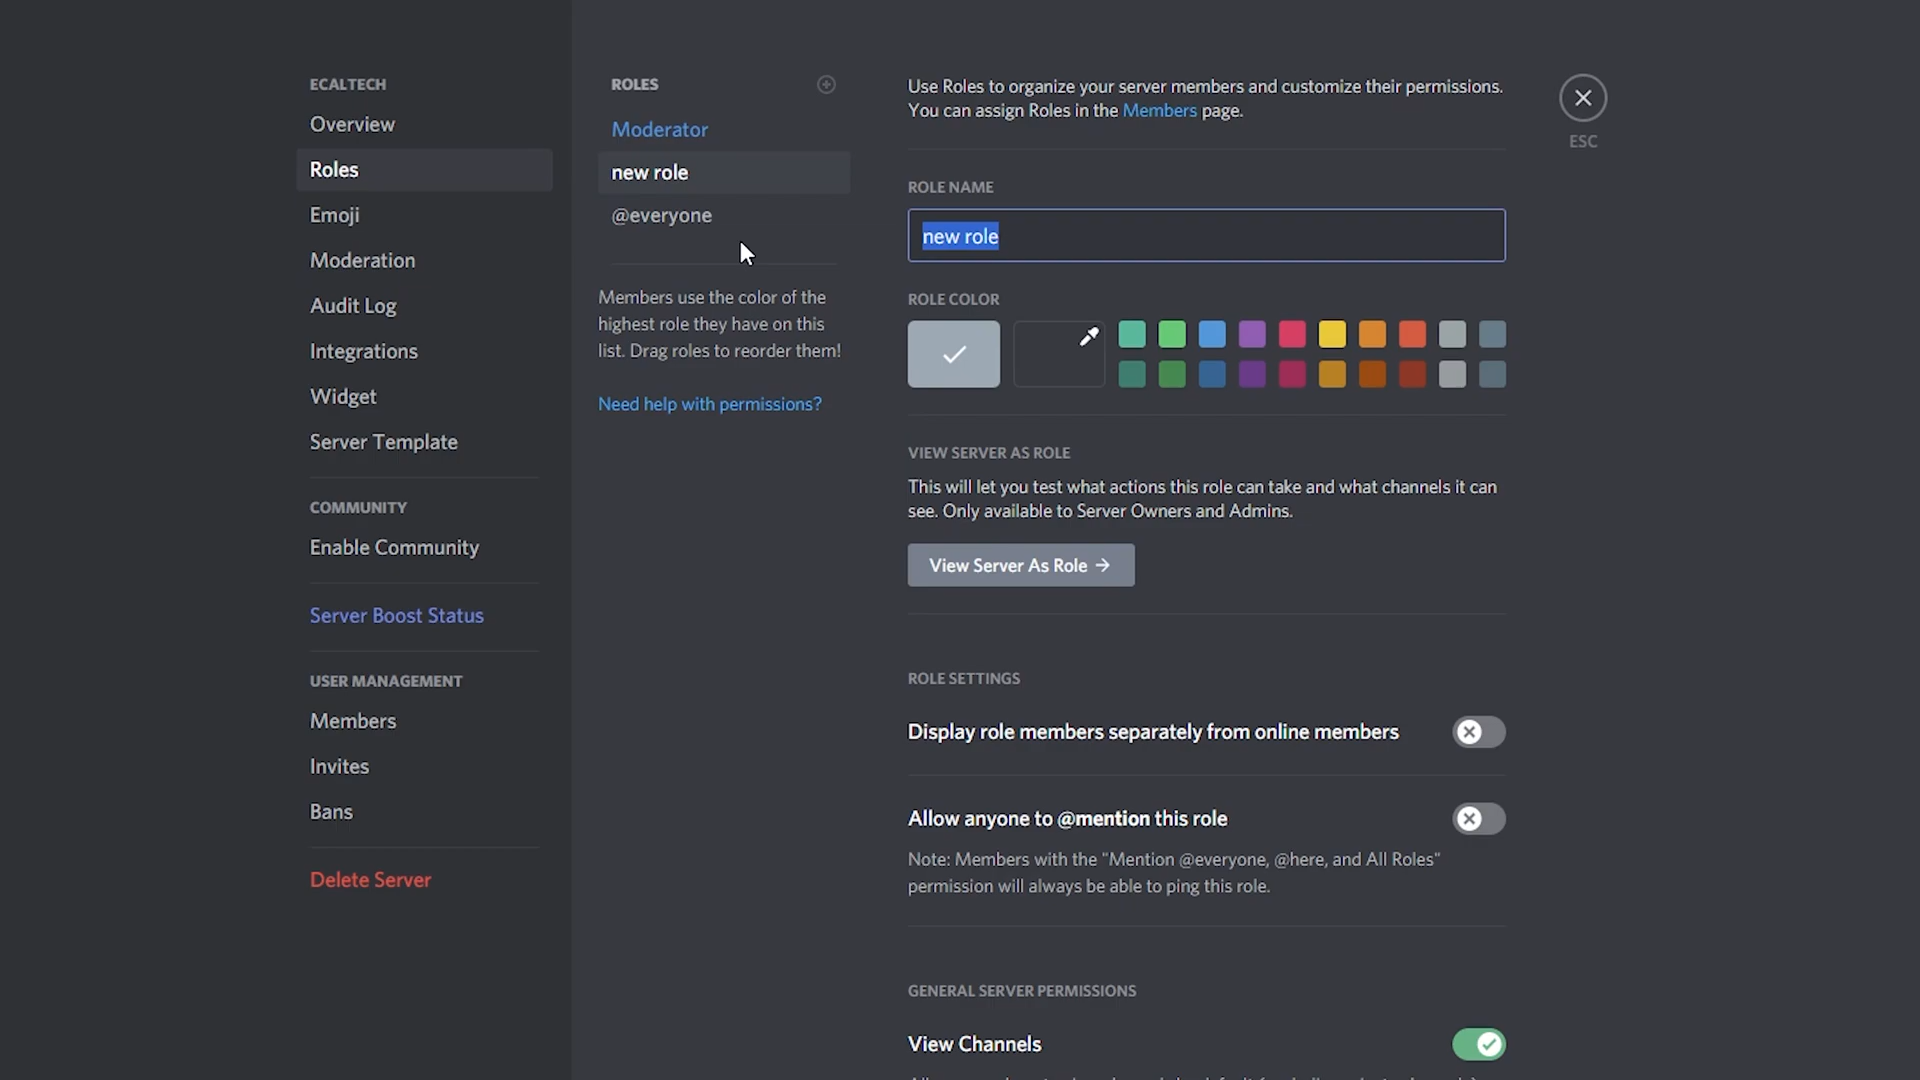 ECALTECH
Overview
Roles
Emoji
Moderation
Audit Log
Integrations
Widget
Server Template
COMMUNITY
Enable Community
Server Boost Status
USER MANAGEMENT
Members
Invites
Bans
Delete Server
ROLES
Moderator
new role
@everyone
Members use the color of the
highest role they have on this
list. Drag roles to reorder them!
Need help with permissions?
Use Roles to organize your server members and customize their permissions.
You can assign Roles in the Members page.
ROLE NAME
new role
ROLE COLOR
VIEW SERVER AS ROLE
This will let you test what actions this role can take and what channels it can
see. Only available to Server Owners and Admins.
View Server As Role →
ROLE SETTINGS
Display role members separately from online members
Allow anyone to @mention this role
Note: Members with the "Mention @everyone, @here, and All Roles"
permission will always be able to ping this role.
GENERAL SERVER PERMISSIONS
View Channels
ESC